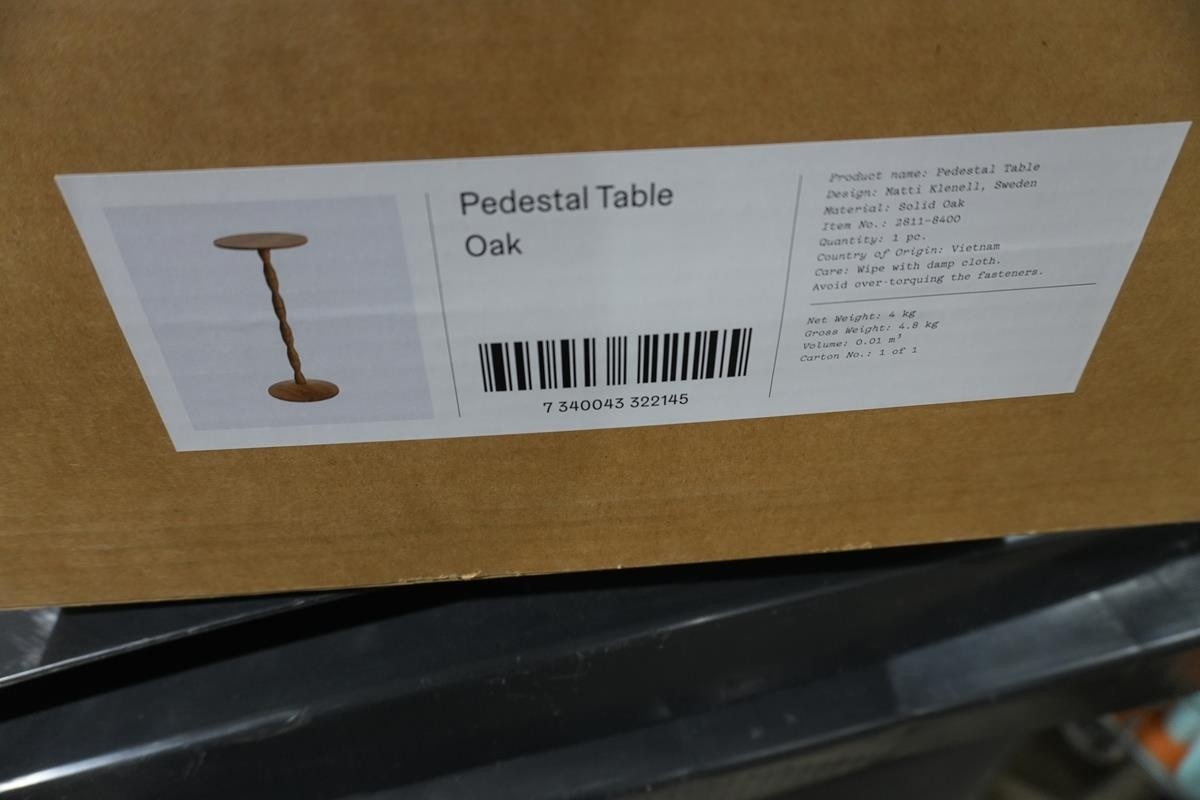 Pedestal Table
Oak
7 340043 322145
Product name: Pedestal Table
Design: Matti Klenell, Sweden
Material: Solid Oak
Item No.: 2811-8400
Quantity: 1 pc.
Country of Origin: Vietnam
Care: Wipe with damp cloth.
Avoid over-torquing the fasteners.
Net Weight: 4 kg
Gross Weight: 4.8 kg
Volume: 0.01 m³
Carton No.: 1 of 1